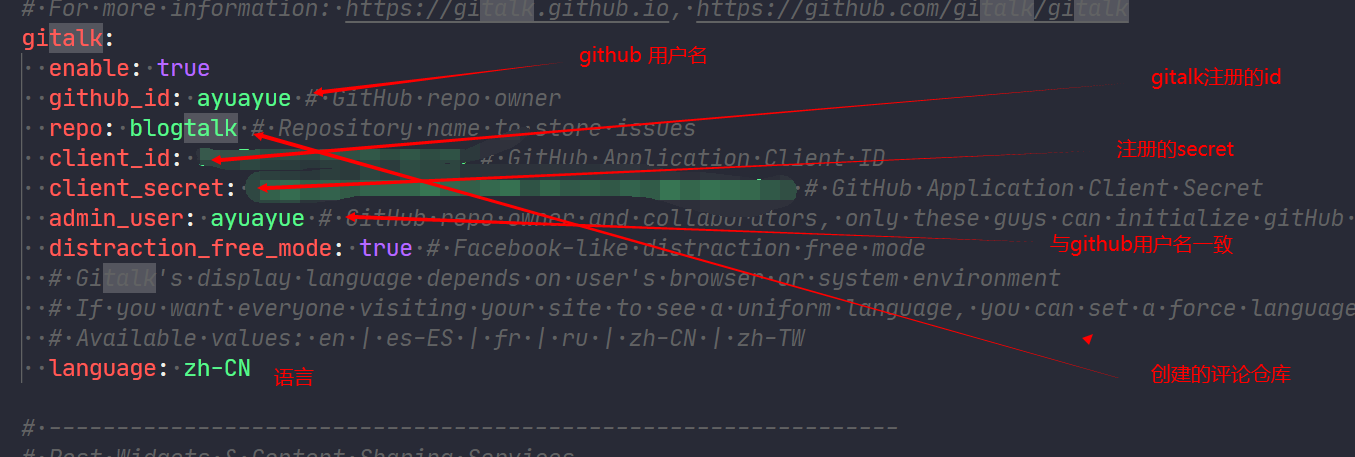 # For more information: https://gitalk.github.io, https://github.com/gitalk/gitalk
gitalk:
enable: true
github 用户名
gitalk注册的id
github_id: ayuayue # GitHub repo owner
repo: blogtalk # Repository name to store issues
client_id: # GitHub Application Client ID
注册的secret
client_secret: # GitHub Application Client Secret
admin_user: ayuayue # GitHub repo owner and collaborators, only these guys can initialize gitHub
与github用户名一致
distraction_free_mode: true # Facebook-like distraction free mode
# Gitalk's display language depends on user's browser or system environment
# If you want everyone visiting your site to see a uniform language, you can set a force language
# Available values: en | es-ES | fr | ru | zh-CN | zh-TW
language: zh-CN
语言
创建的评论仓库
# ---------------------------------------------------------------
# Post Widgets & Content Sharing Services